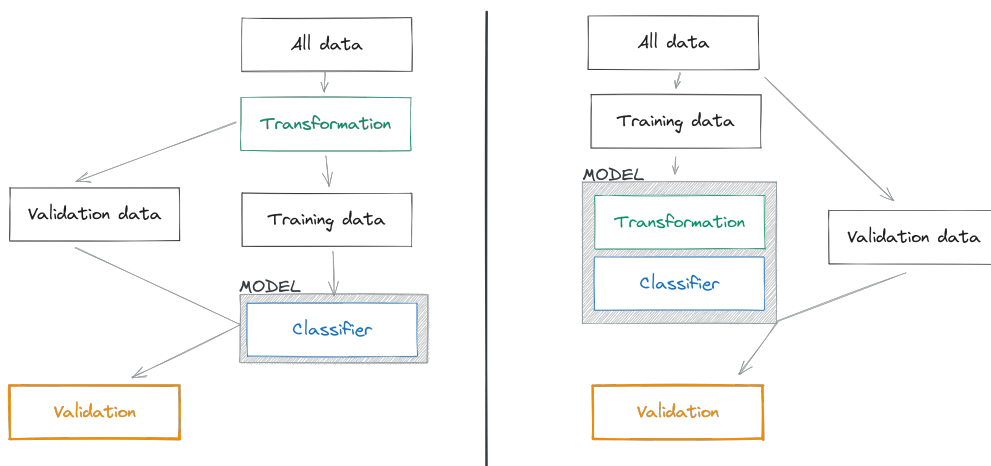 All data
Transformation
Validation data
Training data
MODEL
Classifier
Validation
All data
Training data
MODEL
Transformation
Classifier
Validation data
Validation